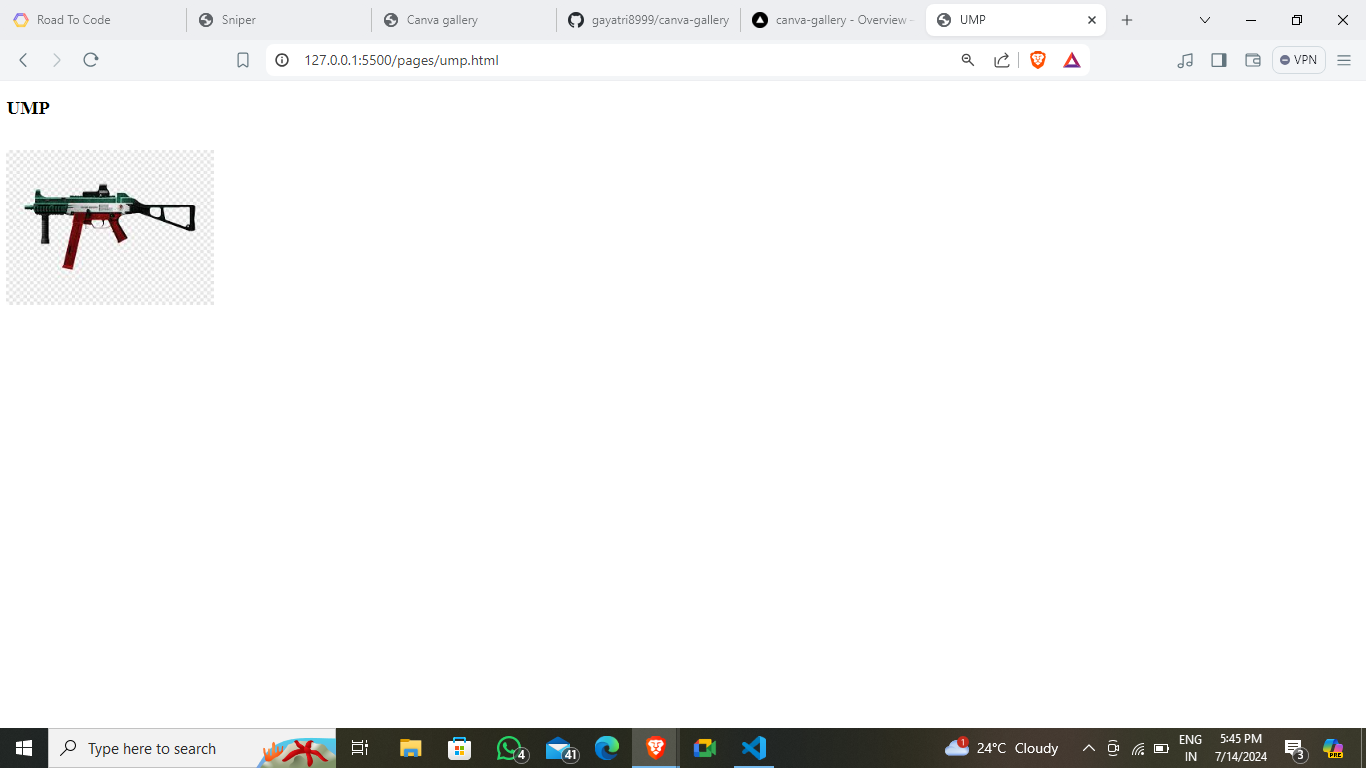 Road To Code
Sniper
Canva gallery
gayatri8999/canva-gallery
canva-gallery - Overview -
UMP
127.0.0.1:5500/pages/ump.html
VPN
UMP
Type here to search
4
41
1
24°C Cloudy
ENG
IN
5:45 PM
7/14/2024
3
PRE